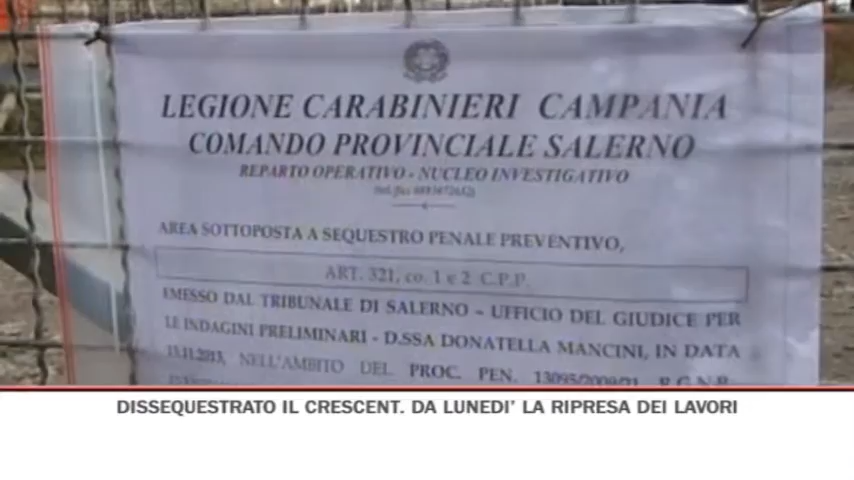 LEGIONE CARABINIERI CAMPANIA
COMANDO PROVINCIALE SALERNO
REPARTO OPERATIVO - NUCLEO INVESTIGATIVO
AREA SOTTOPOSTA A SEQUESTRO PENALE PREVENTIVO,
ART. 321, co. 1 e 2 C.P.P.
EMESSO DAL TRIBUNALE DI SALERNO – UFFICIO DEL GIUDICE PER
LE INDAGINI PRELIMINARI - D.SSA DONATELLA MANCINI, IN DATA
NELL'AMBITO DEL PROC. PEN.
DISSEQUESTRATO IL CRESCENT. DA LUNEDI' LA RIPRESA DEI LAVORI